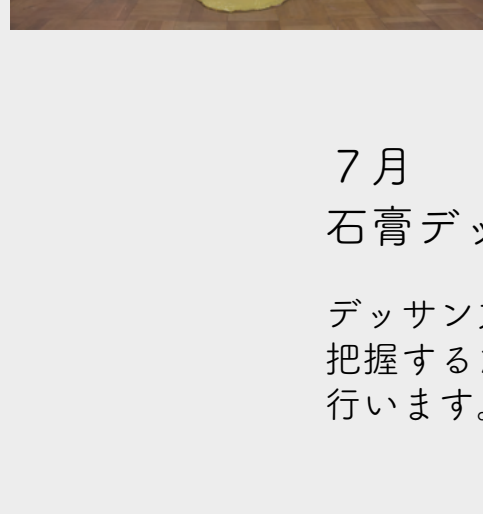 ７月
石膏デッ
デッサン
把握する
行います。